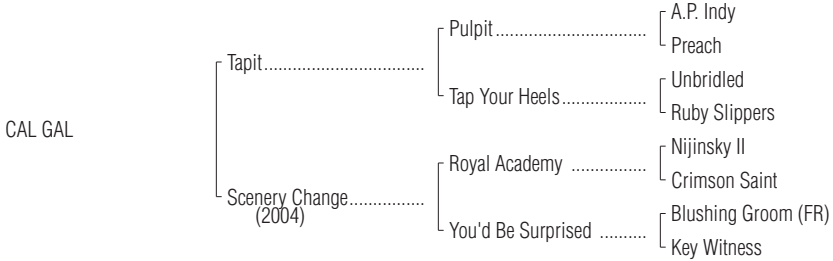 A.P. Indy
Pulpit................................
Preach
Tapit..................................
Unbridled
Tap Your Heels..................
Ruby Slippers
CAL GAL
Nijinsky II
Royal Academy ................
Crimson Saint
Scenery Change................
(2004)
Blushing Groom (FR)
You'd Be Surprised ..........
Key Witness